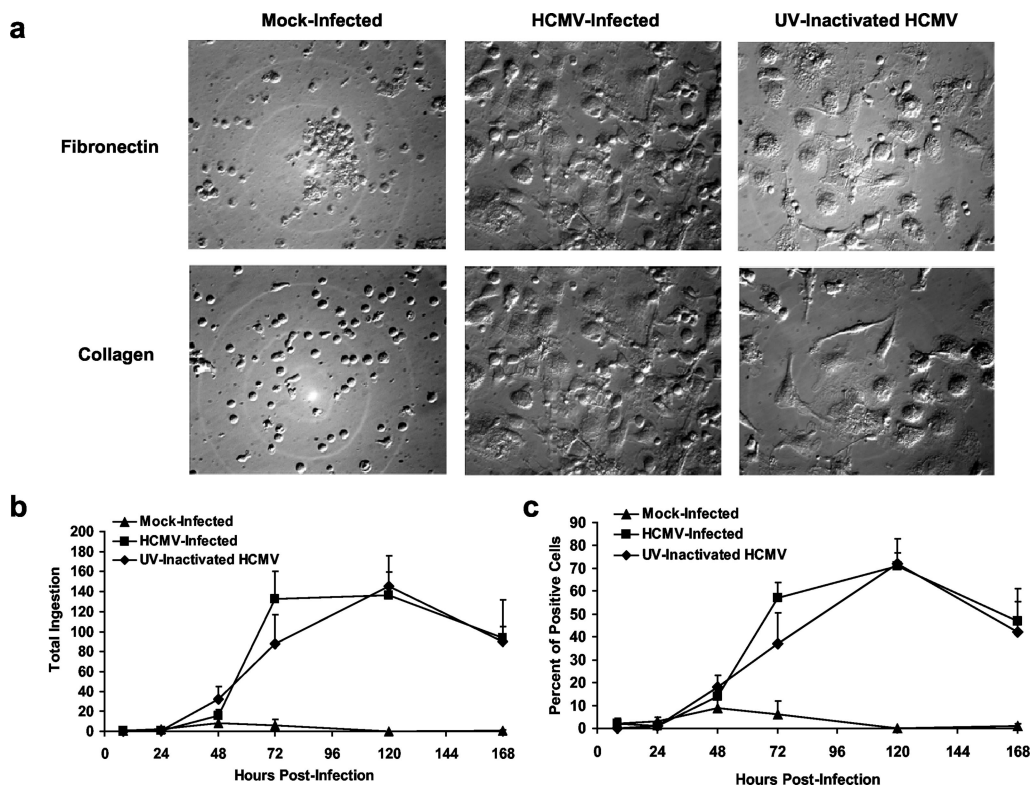 a
Mock-Infected
HCMV-Infected
UV-Inactivated HCMV
Fibronectin
Collagen
b
Mock-Infected
HCMV-Infected
UV-Inactivated HCMV
Total Ingestion
200
180
160
140
120
100
80
60
40
20
0
0 24 48 72 96 120 144 168
Hours Post-Infection
c
Mock-Infected
HCMV-Infected
UV-Inactivated HCMV
Percent of Positive Cells
90
80
70
60
50
40
30
20
10
0
0 24 48 72 96 120 144 168
Hours Post-Infection